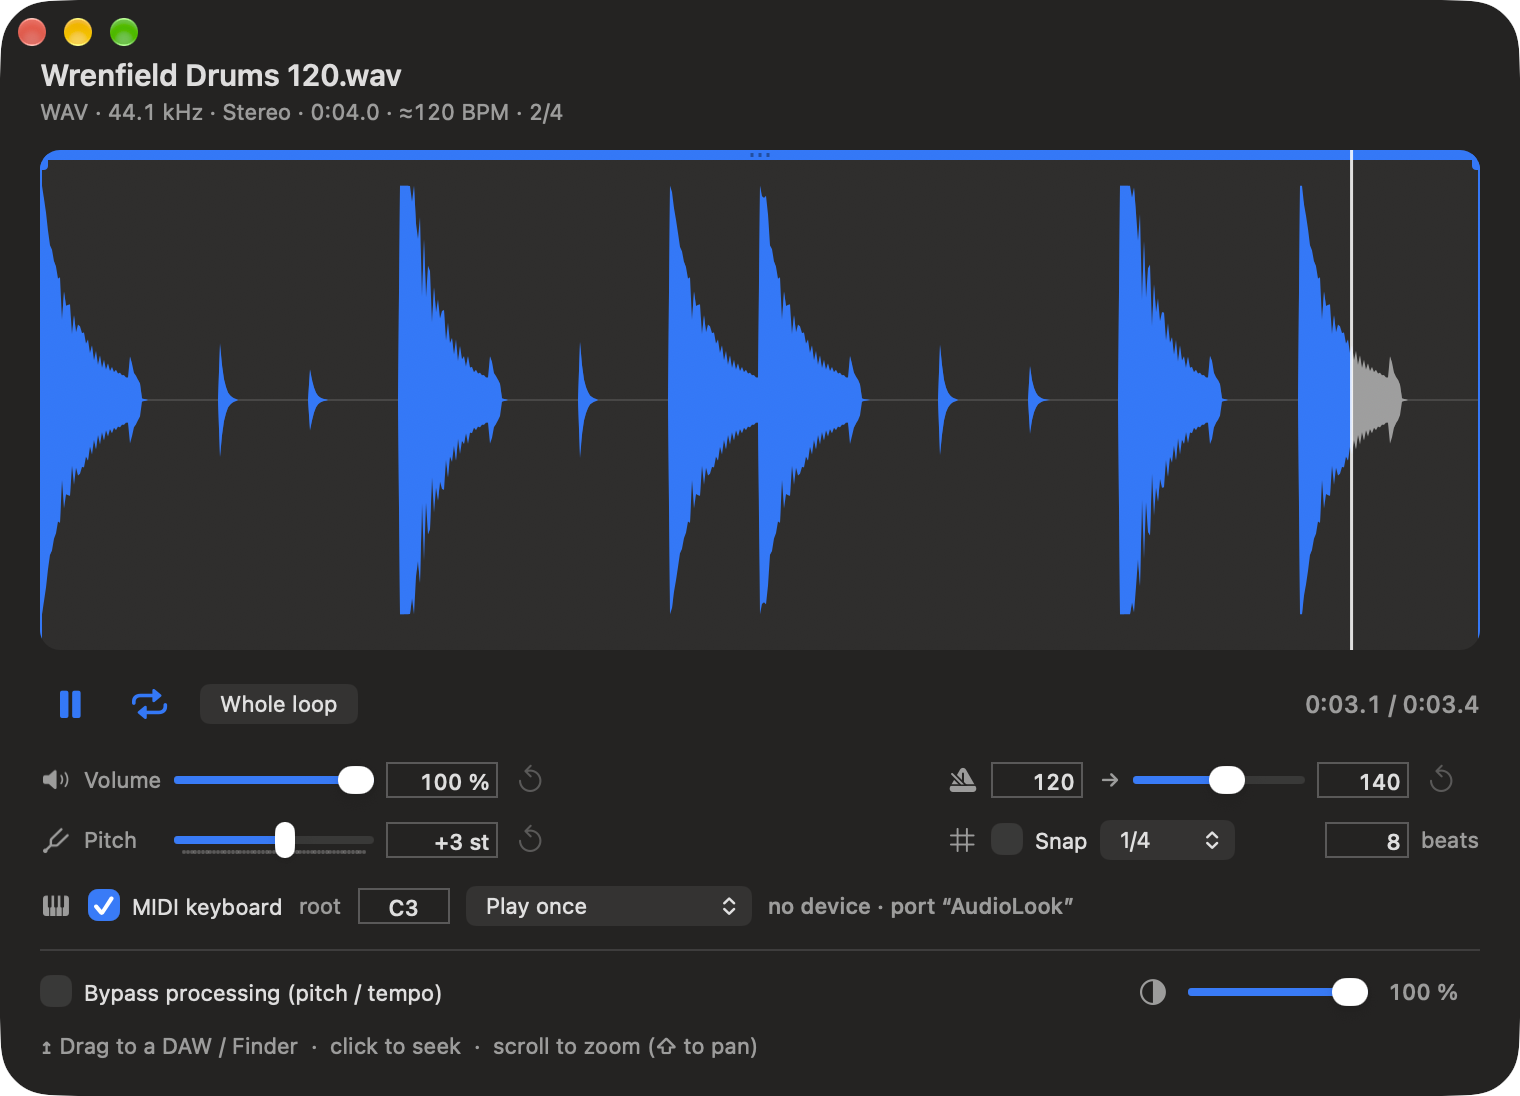 Wrenfield Drums 120.wav
WAV · 44.1 kHz · Stereo · 0:04.0 · ≈120 BPM · 2/4
Whole loop
0:03.1 / 0:03.4
Volume 100 % 120 → 140
Pitch +3 st Snap 1/4 8 beats
MIDI keyboard root C3 Play once no device · port “AudioLook”
Bypass processing (pitch / tempo) 100 %
↥ Drag to a DAW / Finder · click to seek · scroll to zoom (⇧ to pan)